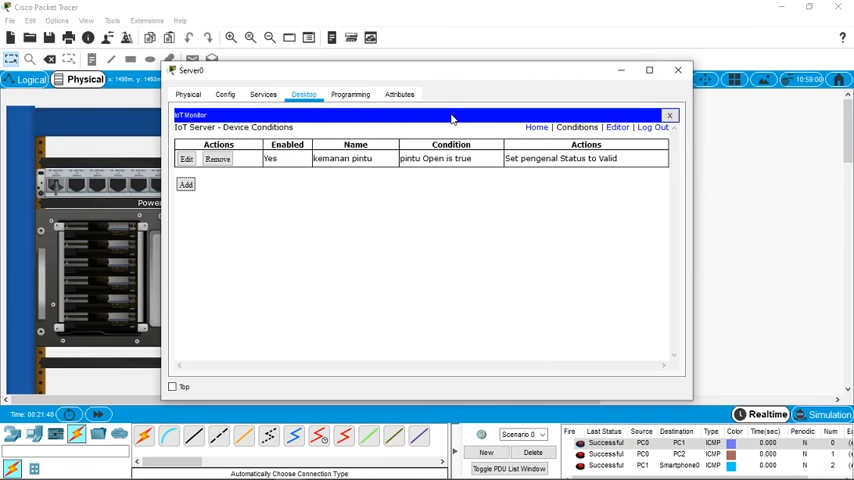 Cisco Packet Tracer
File Edit Options View Tools Extensions Help
Logical Physical x: 1495m, y: 1463m 10:59:00
Server0
Physical Config Services Desktop Programming Attributes
IoT Monitor X
IoT Server - Device Conditions Home | Conditions | Editor | Log Out
Actions Enabled Name Condition Actions
Edit Remove Yes kemanan pintu pintu Open is true Set pengenal Status to Valid
Add
Power
Top
Time: 00:21:48 Realtime Simulation
Scenario 0
New Delete
Toggle PDU List Window
Automatically Choose Connection Type
Fire Last Status Source Destination Type Color Time(sec) Periodic Num Edit
Successful PC0 PC1 ICMP 0.000 N 0
Successful PC0 PC2 ICMP 0.000 N 1
Successful PC1 Smartphone0 ICMP 0.000 N 2